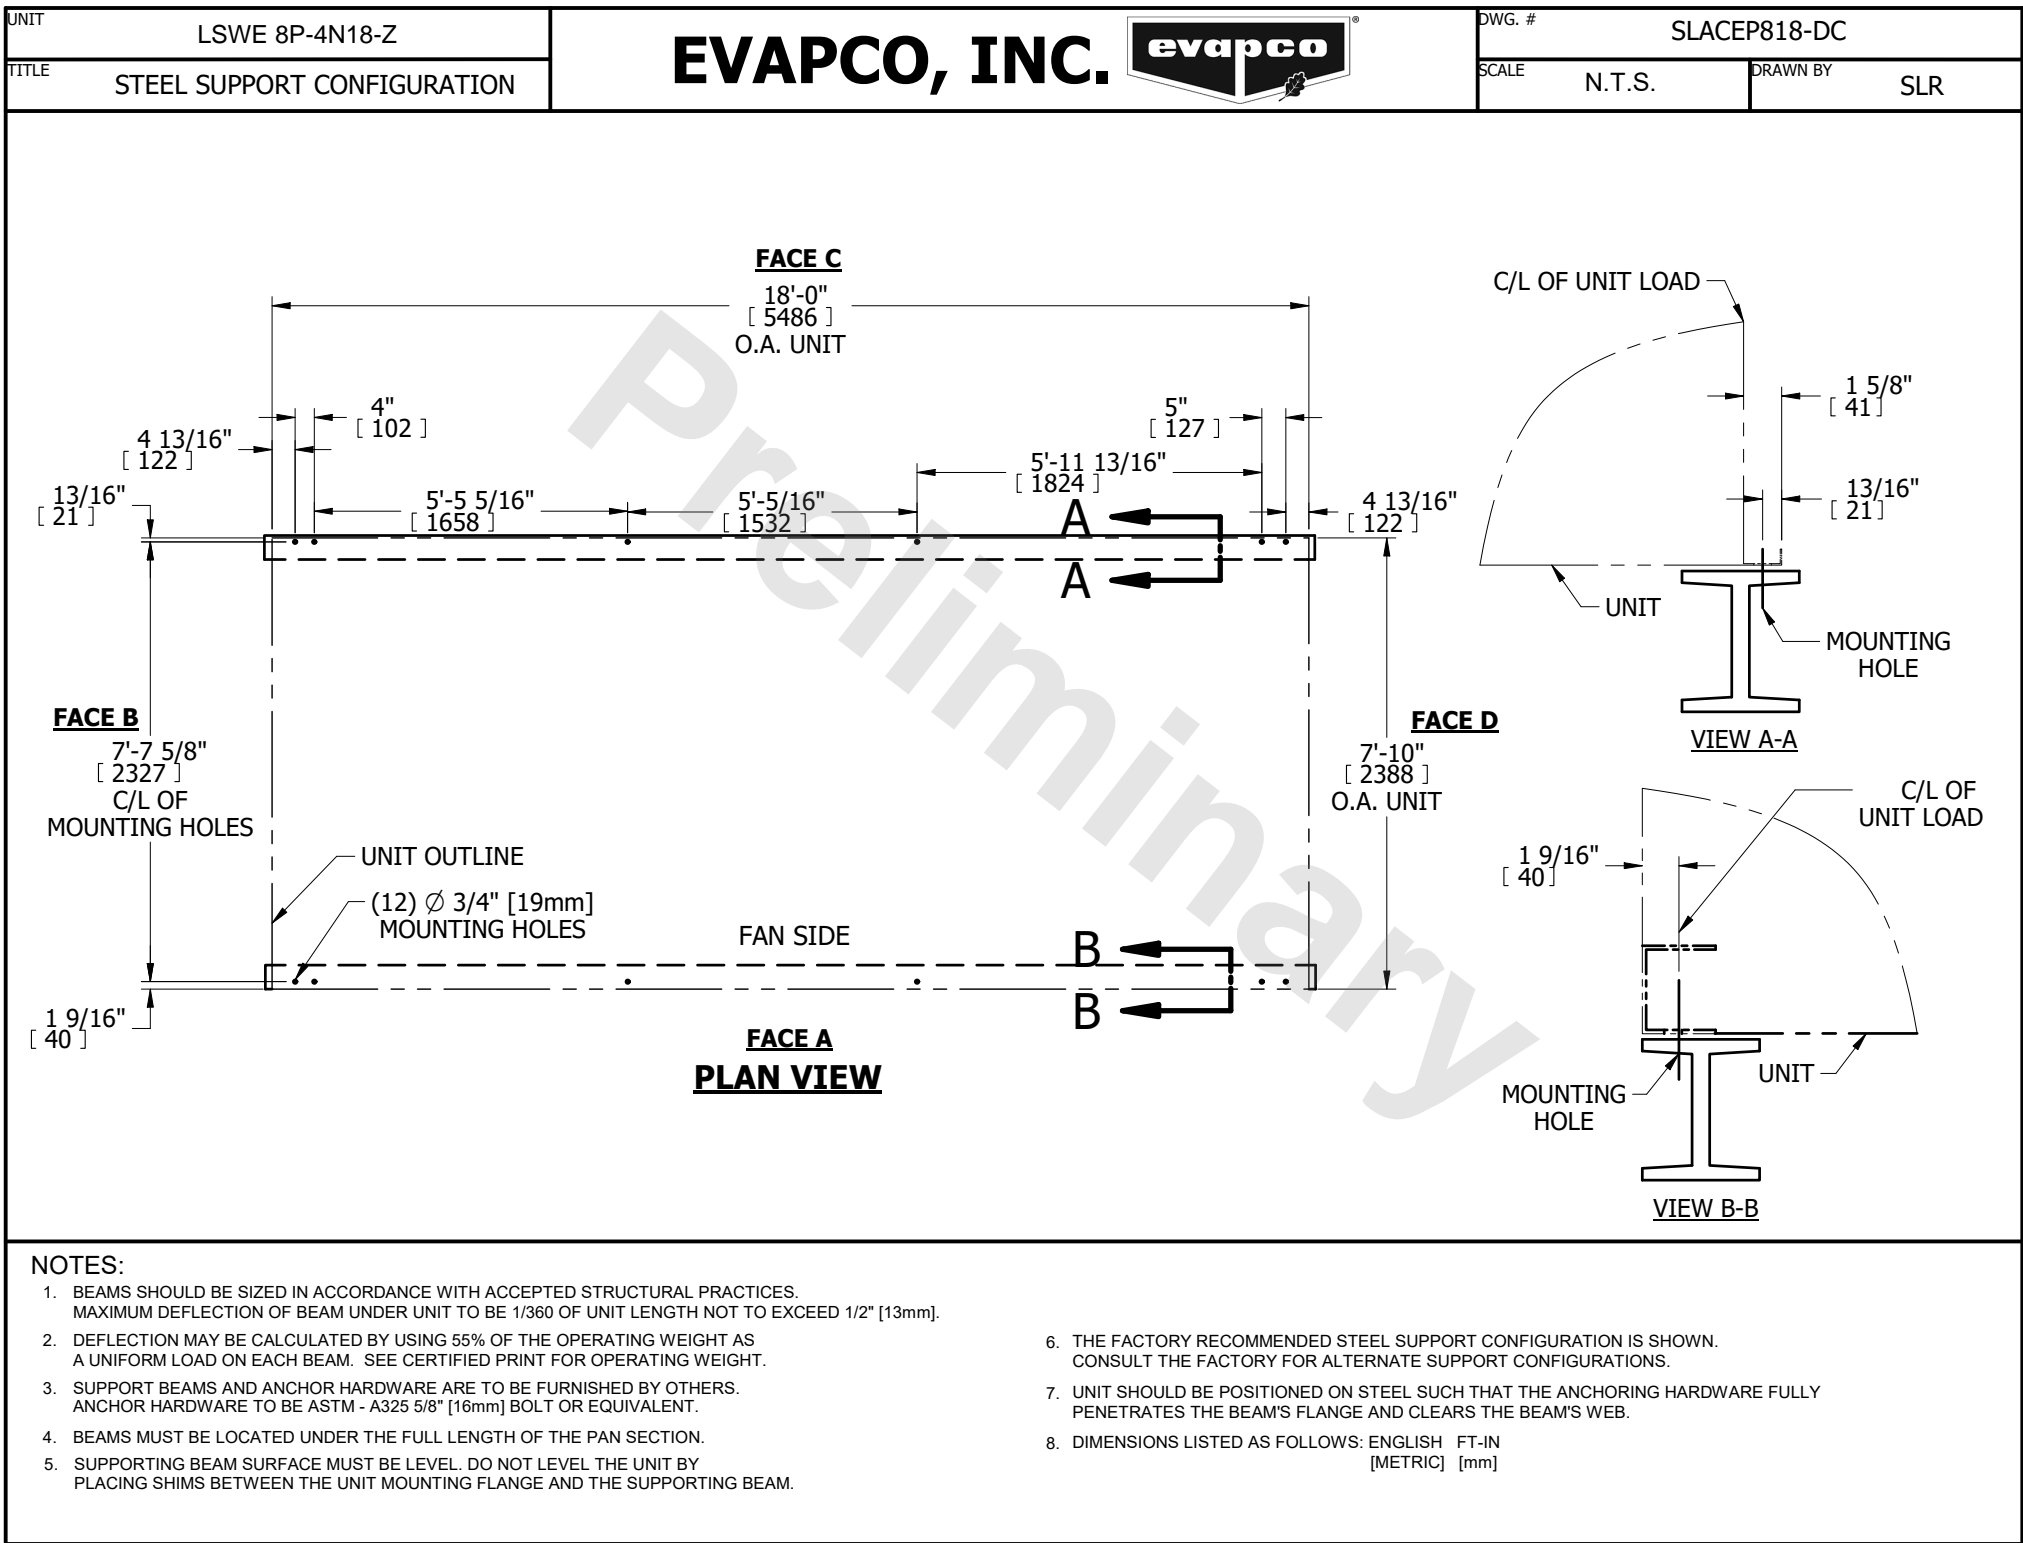 UNIT
LSWE 8P-4N18-Z
TITLE
STEEL SUPPORT CONFIGURATION
EVAPCO, INC.
evapco
®
DWG. #
SLACEP818-DC
SCALE
N.T.S.
DRAWN BY
SLR
FACE C
18'-0"
[ 5486 ]
O.A. UNIT
4"
[ 102 ]
4 13/16"
[ 122 ]
13/16"
[ 21 ]
5'-5 5/16"
[ 1658 ]
5'-5/16"
[ 1532 ]
5'-11 13/16"
[ 1824 ]
5"
[ 127 ]
4 13/16"
[ 122 ]
A
A
FACE B
7'-7 5/8"
[ 2327 ]
C/L OF
MOUNTING HOLES
FACE D
7'-10"
[ 2388 ]
O.A. UNIT
UNIT OUTLINE
(12) ∅ 3/4" [19mm]
MOUNTING HOLES
FAN SIDE
B
B
1 9/16"
[ 40 ]
FACE A
PLAN VIEW
Preliminary
C/L OF UNIT LOAD
1 5/8"
[ 41 ]
13/16"
[ 21 ]
UNIT
MOUNTING
HOLE
VIEW A-A
C/L OF
UNIT LOAD
1 9/16"
[ 40 ]
UNIT
MOUNTING
HOLE
VIEW B-B
NOTES:
1. BEAMS SHOULD BE SIZED IN ACCORDANCE WITH ACCEPTED STRUCTURAL PRACTICES.
MAXIMUM DEFLECTION OF BEAM UNDER UNIT TO BE 1/360 OF UNIT LENGTH NOT TO EXCEED 1/2" [13mm].
2. DEFLECTION MAY BE CALCULATED BY USING 55% OF THE OPERATING WEIGHT AS
A UNIFORM LOAD ON EACH BEAM. SEE CERTIFIED PRINT FOR OPERATING WEIGHT.
3. SUPPORT BEAMS AND ANCHOR HARDWARE ARE TO BE FURNISHED BY OTHERS.
ANCHOR HARDWARE TO BE ASTM - A325 5/8" [16mm] BOLT OR EQUIVALENT.
4. BEAMS MUST BE LOCATED UNDER THE FULL LENGTH OF THE PAN SECTION.
5. SUPPORTING BEAM SURFACE MUST BE LEVEL. DO NOT LEVEL THE UNIT BY
PLACING SHIMS BETWEEN THE UNIT MOUNTING FLANGE AND THE SUPPORTING BEAM.
6. THE FACTORY RECOMMENDED STEEL SUPPORT CONFIGURATION IS SHOWN.
CONSULT THE FACTORY FOR ALTERNATE SUPPORT CONFIGURATIONS.
7. UNIT SHOULD BE POSITIONED ON STEEL SUCH THAT THE ANCHORING HARDWARE FULLY
PENETRATES THE BEAM'S FLANGE AND CLEARS THE BEAM'S WEB.
8. DIMENSIONS LISTED AS FOLLOWS: ENGLISH FT-IN
[METRIC] [mm]